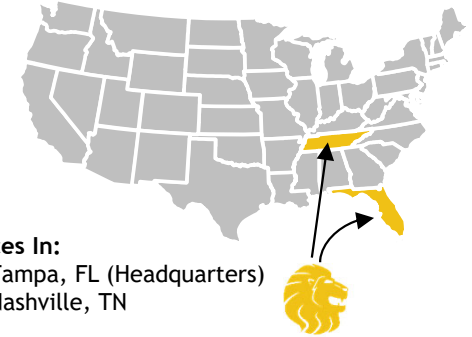 es In:
Tampa, FL (Headquarters)
Nashville, TN